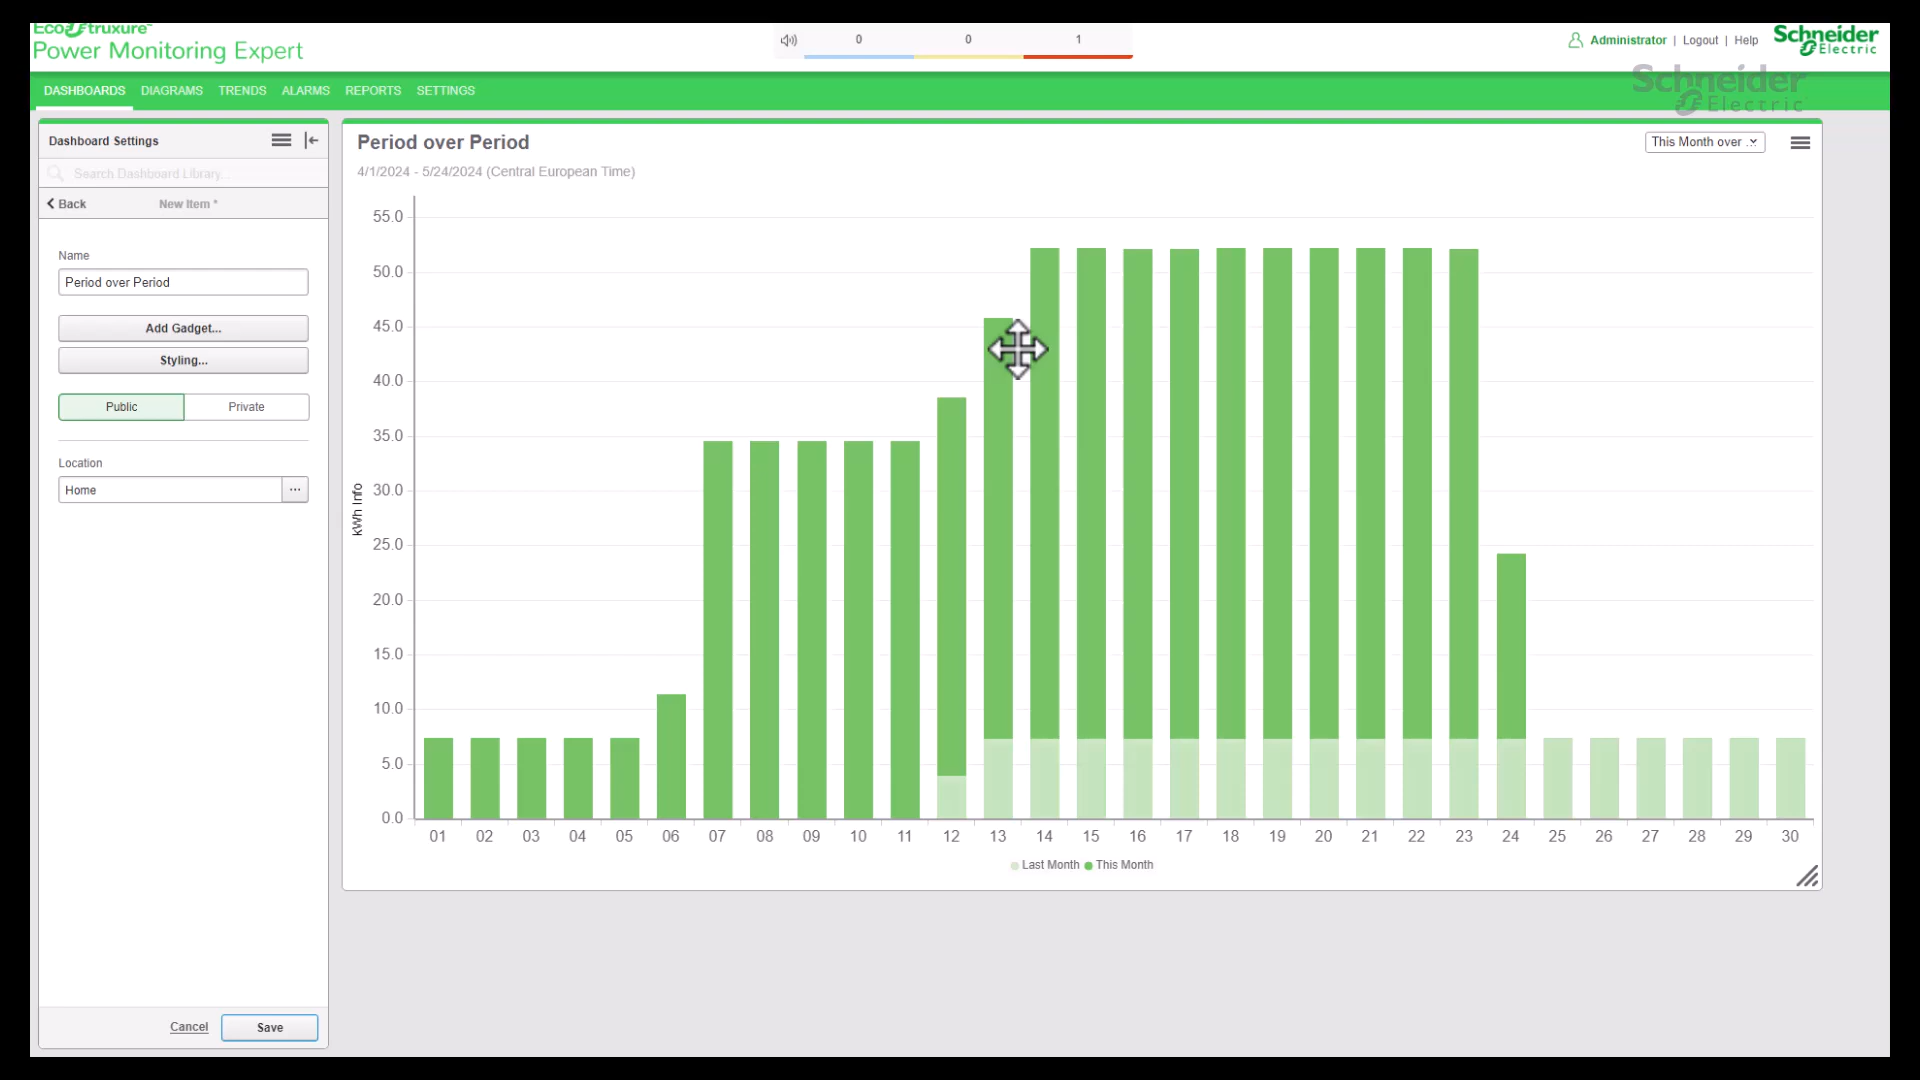 EcoStruxure™
Power Monitoring Expert
0 0 1
Administrator | Logout | Help
Schneider
Electric
DASHBOARDS DIAGRAMS TRENDS ALARMS REPORTS SETTINGS
Schneider
Electric
Dashboard Settings
Search Dashboard Library...
Back New Item *
Name
Period over Period
Add Gadget...
Styling...
Public Private
Location
Home ...
Cancel Save
Period over Period
This Month over ...
4/1/2024 - 5/24/2024 (Central European Time)
kWh Info
55.0
50.0
45.0
40.0
35.0
30.0
25.0
20.0
15.0
10.0
5.0
0.0
01 02 03 04 05 06 07 08 09 10 11 12 13 14 15 16 17 18 19 20 21 22 23 24 25 26 27 28 29 30
Last Month This Month